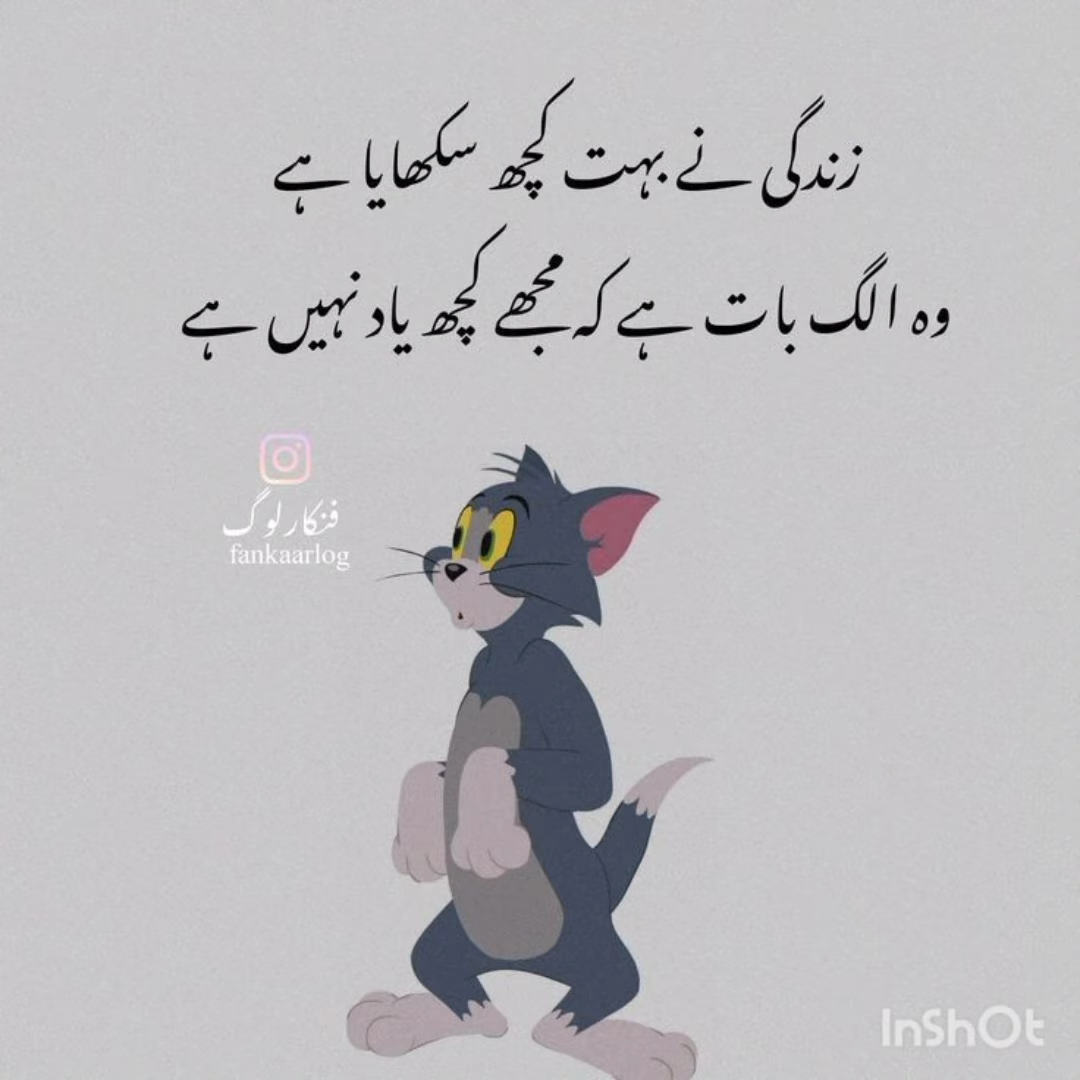 زندگی نے بہت کچھ سکھایا ہے
وہ الگ بات ہے کہ مجھے کچھ یاد نہیں ہے
فنکار لوگ
fankaarlog
InShOt